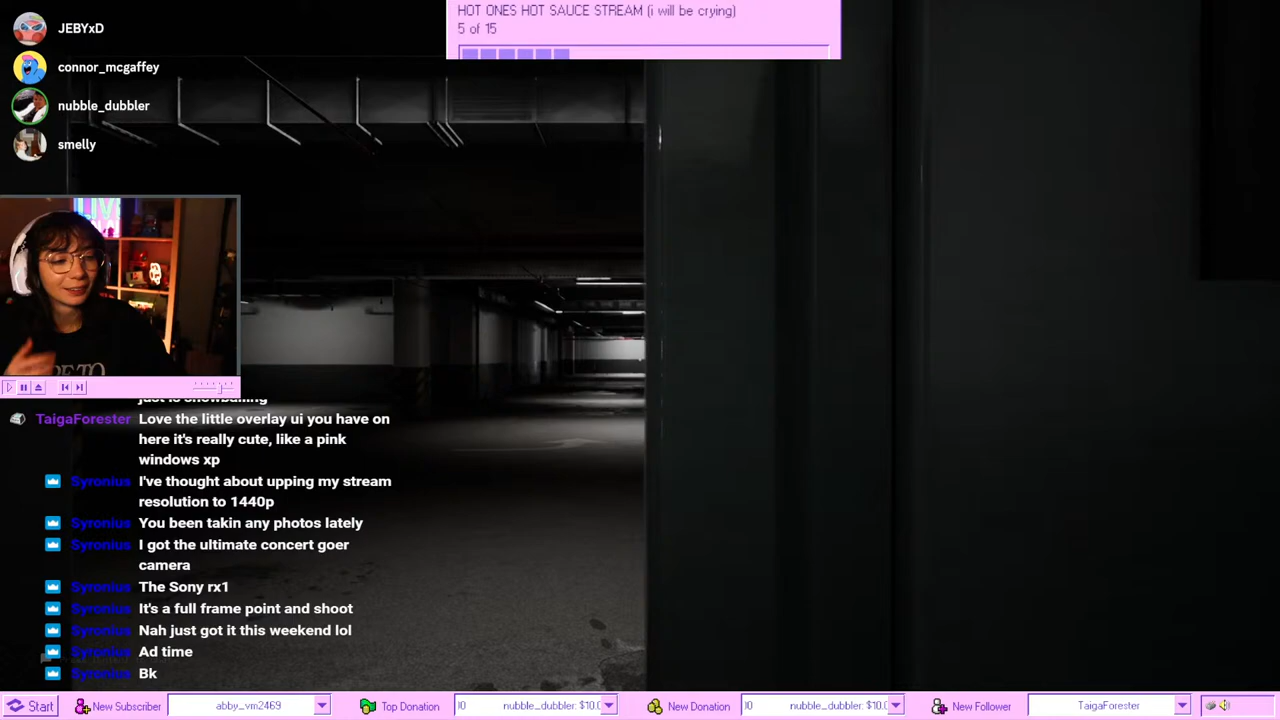 HOT ONES HOT SAUCE STREAM (i will be crying)
5 of 15
JEBYxD
connor_mcgaffey
nubble_dubbler
smelly
LIVE
just is snowballing
TaigaForester Love the little overlay ui you have on
here it's really cute, like a pink
windows xp
Syronius I've thought about upping my stream
resolution to 1440p
Syronius You been takin any photos lately
Syronius I got the ultimate concert goer
camera
Syronius The Sony rx1
Syronius It's a full frame point and shoot
Syronius Nah just got it this weekend lol
Syronius Ad time
Syronius Bk
Start New Subscriber abby_vm2469 Top Donation nubble_dubbler: $10.0 New Donation nubble_dubbler: $10.0 New Follower TaigaForester